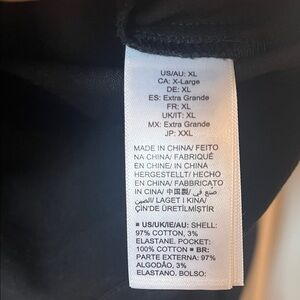 US/AU: XL
CA: X-Large
DE: XL
ES: Extra Grande
FR: XL
UK/IT: XL
MX: Extra Grande
JP: XXL
MADE IN CHINA/ FEITO
NA CHINA/ FABRIQUÉ
EN CHINE/ IN CHINA
HERGESTELLT/ HECHO
EN CHINA/ FABBRICATO
IN CINA/ 中国製/ صنع في
الصين/ LAGET I KINA/
ÇİN'DE ÜRETİLMİŞTİR
■ US/UK/IE/AU: SHELL:
97% COTTON, 3%
ELASTANE. POCKET:
100% COTTON ■ BR:
PARTE EXTERNA: 97%
ALGODÃO, 3%
ELASTANO. BOLSO: